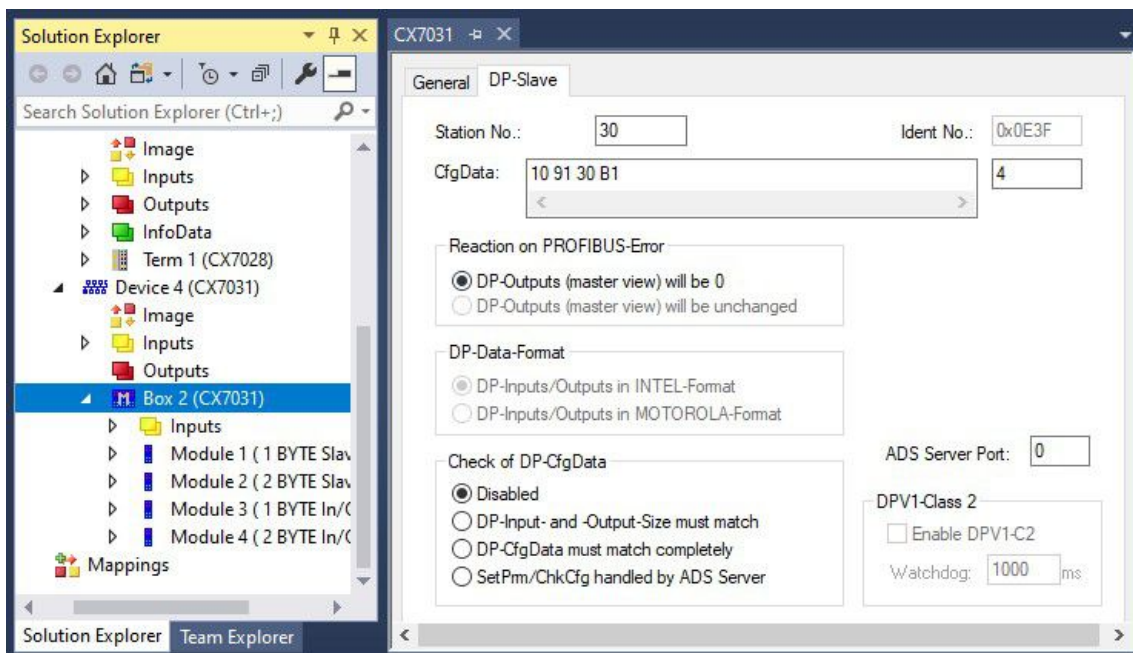 Solution Explorer
Search Solution Explorer (Ctrl+;)
Image
Inputs
Outputs
InfoData
Term 1 (CX7028)
Device 4 (CX7031)
Image
Inputs
Outputs
Box 2 (CX7031)
Inputs
Module 1 ( 1 BYTE Slav
Module 2 ( 2 BYTE Slav
Module 3 ( 1 BYTE In/
Module 4 ( 2 BYTE In/
Mappings
Solution Explorer Team Explorer
CX7031
General DP-Slave
Station No.: 30 Ident No.: 0x0E3F
CfgData: 10 91 30 B1 4
Reaction on PROFIBUS-Error
DP-Outputs (master view) will be 0
DP-Outputs (master view) will be unchanged
DP-Data-Format
DP-Inputs/Outputs in INTEL-Format
DP-Inputs/Outputs in MOTOROLA-Format
Check of DP-CfgData
Disabled
DP-Input- and -Output-Size must match
DP-CfgData must match completely
SetPrm/ChkCfg handled by ADS Server
ADS Server Port: 0
DPV1-Class 2
Enable DPV1-C2
Watchdog: 1000 ms